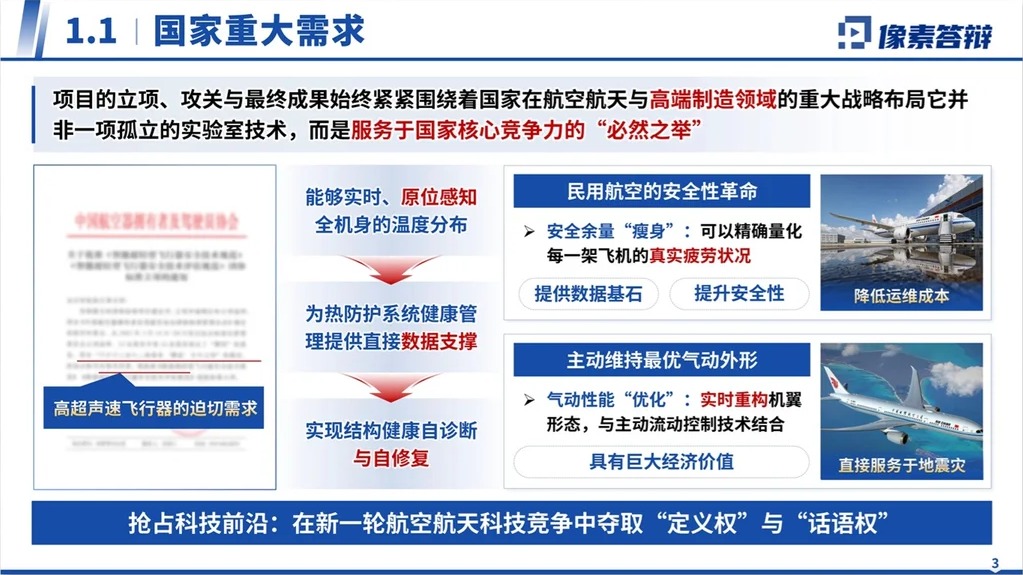 1.1 国家重大需求
像素答辩
项目的立项、攻关与最终成果始终紧紧围绕着国家在航空航天与高端制造领域的重大战略布局它并
非一项孤立的实验室技术，而是服务于国家核心竞争力的“必然之举”
中国航空器拥有者及驾驶员协会
高超声速飞行器的迫切需求
能够实时、原位感知
全机身的温度分布
为热防护系统健康管
理提供直接数据支撑
实现结构健康自诊断
与自修复
民用航空的安全性革命
安全余量“瘦身”：可以精确量化
每一架飞机的真实疲劳状况
提供数据基石
提升安全性
降低运维成本
主动维持最优气动外形
气动性能“优化”：实时重构机翼
形态，与主动流动控制技术结合
具有巨大经济价值
直接服务于地震灾
抢占科技前沿：在新一轮航空航天科技竞争中夺取“定义权”与“话语权”
3